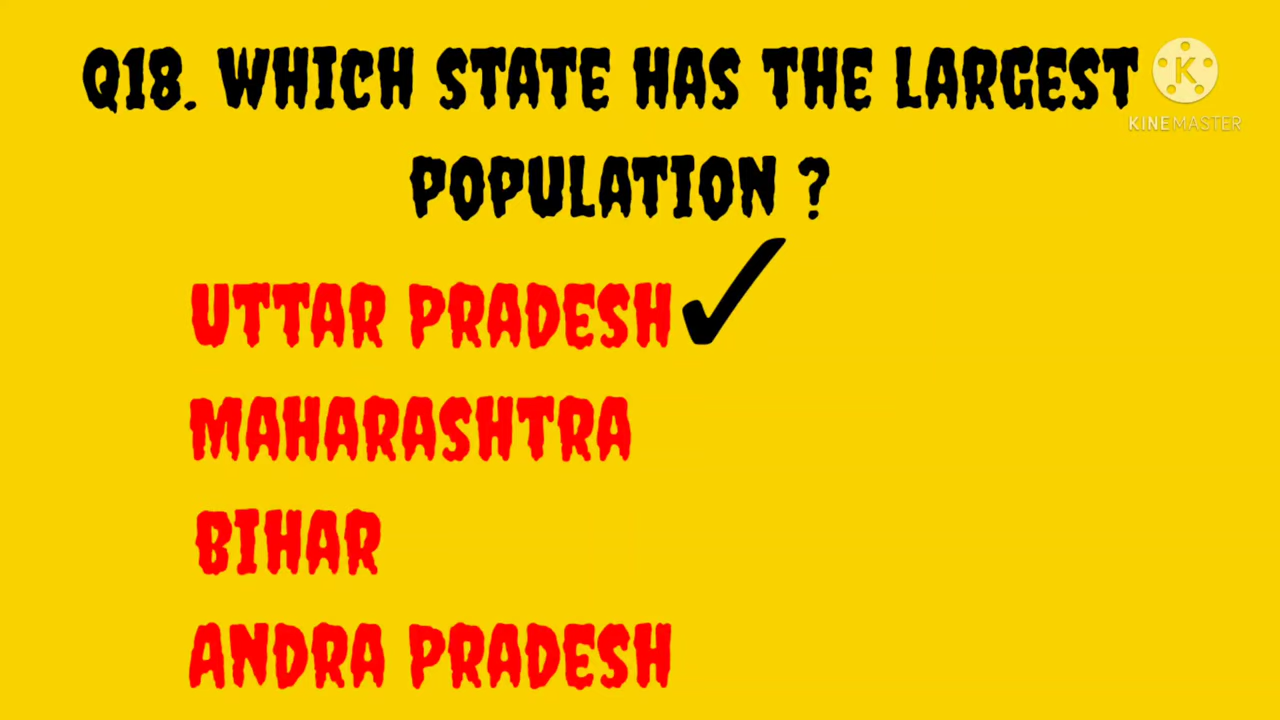 Q18. WHICH STATE HAS THE LARGEST
POPULATION ?
UTTAR PRADESH
MAHARASHTRA
BIHAR
ANDRA PRADESH
K
KINEMASTER